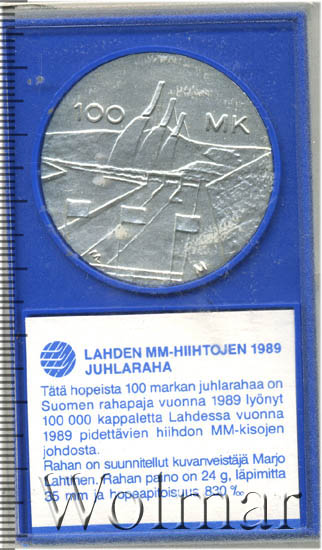 100 MK
M
LAHDEN MM-HIIHTOJEN 1989
JUHLARAHA
Tätä hopeista 100 markan juhlarahaa on
Suomen rahapaja vuonna 1989 lyönyt
100 000 kappaletta Lahdessa vuonna
1989 pidettävien hiihdon MM-kisojen
johdosta.
Rahan on suunnitellut kuvanveistäjä Marjo
Lahtinen. Rahan paino on 24 g, läpimitta
35 mm ja hopeapitoisuus 830 ‰.
Wolmar